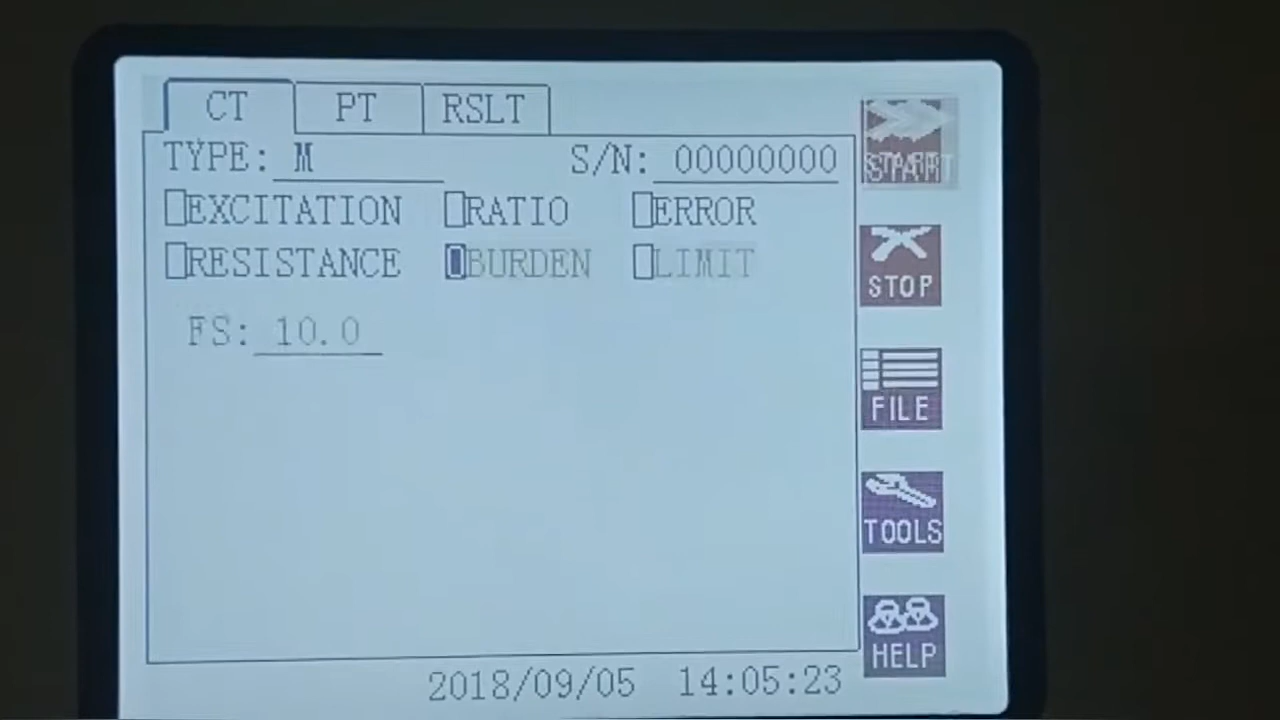 CT PT RSLT
TYPE: M S/N: 00000000
EXCITATION RATIO ERROR
RESISTANCE BURDEN LIMIT
FS: 10.0
2018/09/05 14:05:23
START
STOP
FILE
TOOLS
HELP